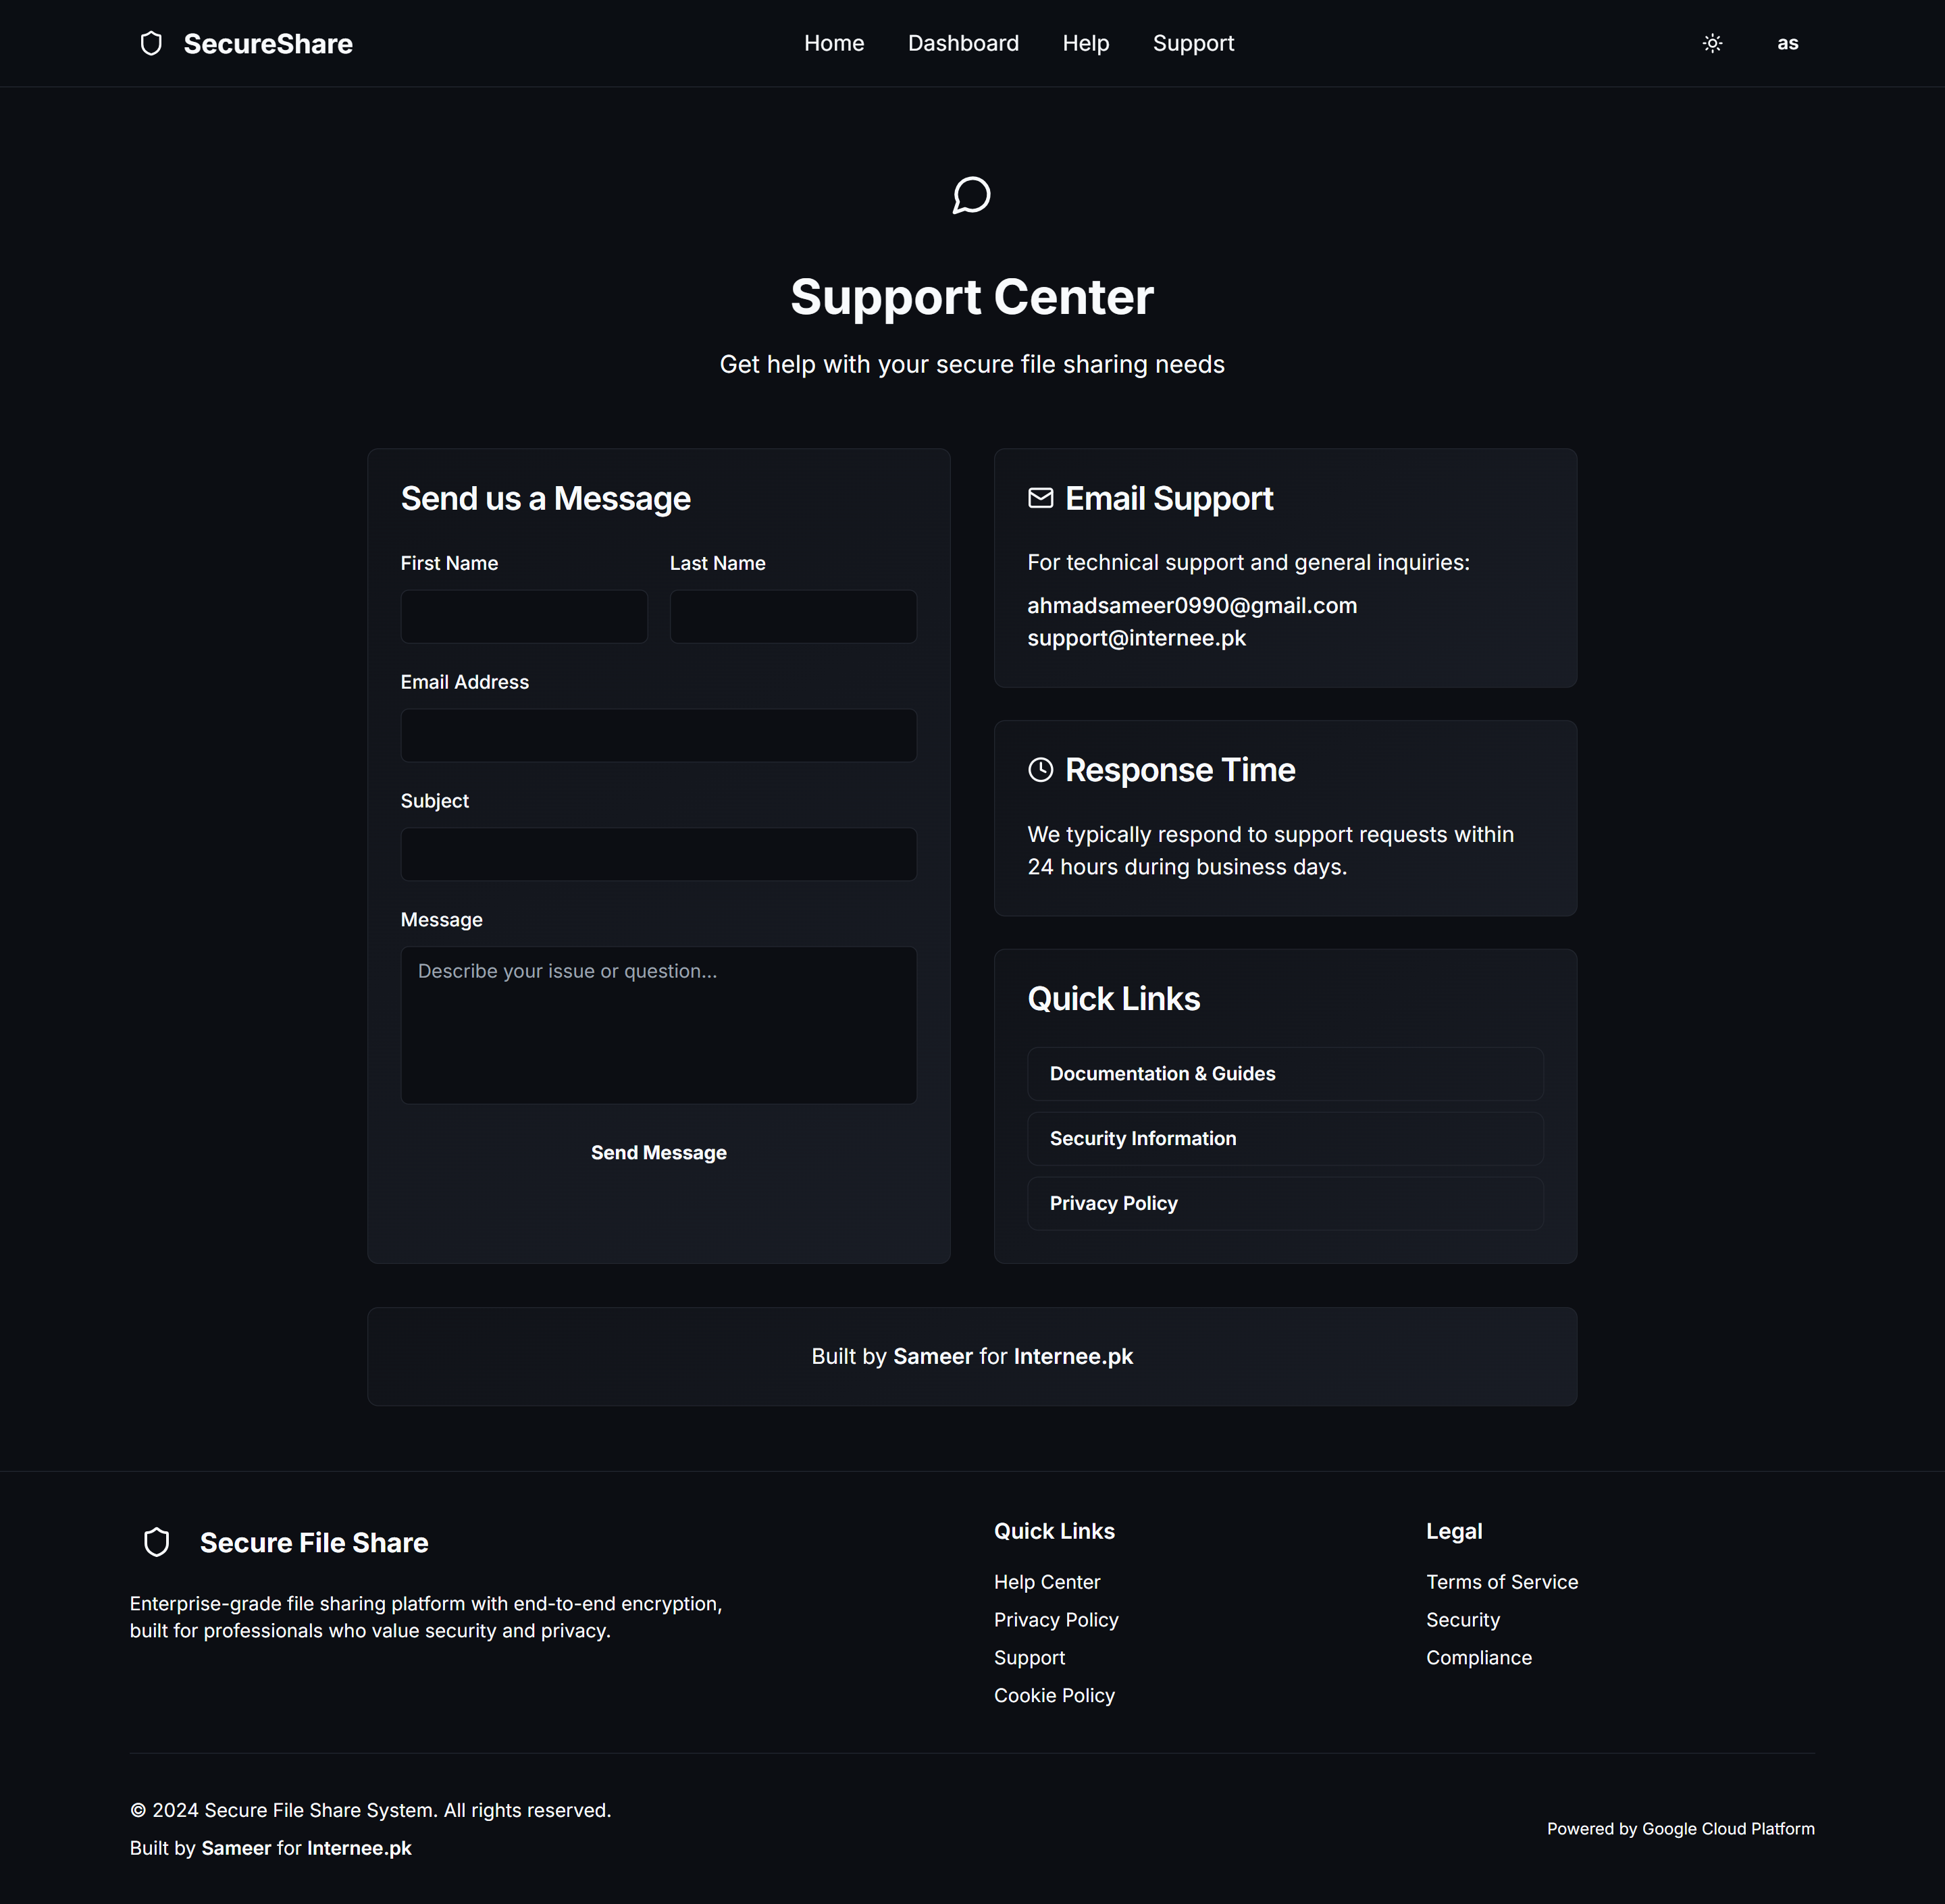 SecureShare
Home
Dashboard
Help
Support
as
Support Center
Get help with your secure file sharing needs
Send us a Message
First Name
Last Name
Email Address
Subject
Message
Describe your issue or question...
Send Message
Email Support
For technical support and general inquiries:
ahmadsameer0990@gmail.com
support@internee.pk
Response Time
We typically respond to support requests within
24 hours during business days.
Quick Links
Documentation & Guides
Security Information
Privacy Policy
Built by Sameer for Internee.pk
Secure File Share
Enterprise-grade file sharing platform with end-to-end encryption,
built for professionals who value security and privacy.
Quick Links
Help Center
Privacy Policy
Support
Cookie Policy
Legal
Terms of Service
Security
Compliance
© 2024 Secure File Share System. All rights reserved.
Built by Sameer for Internee.pk
Powered by Google Cloud Platform